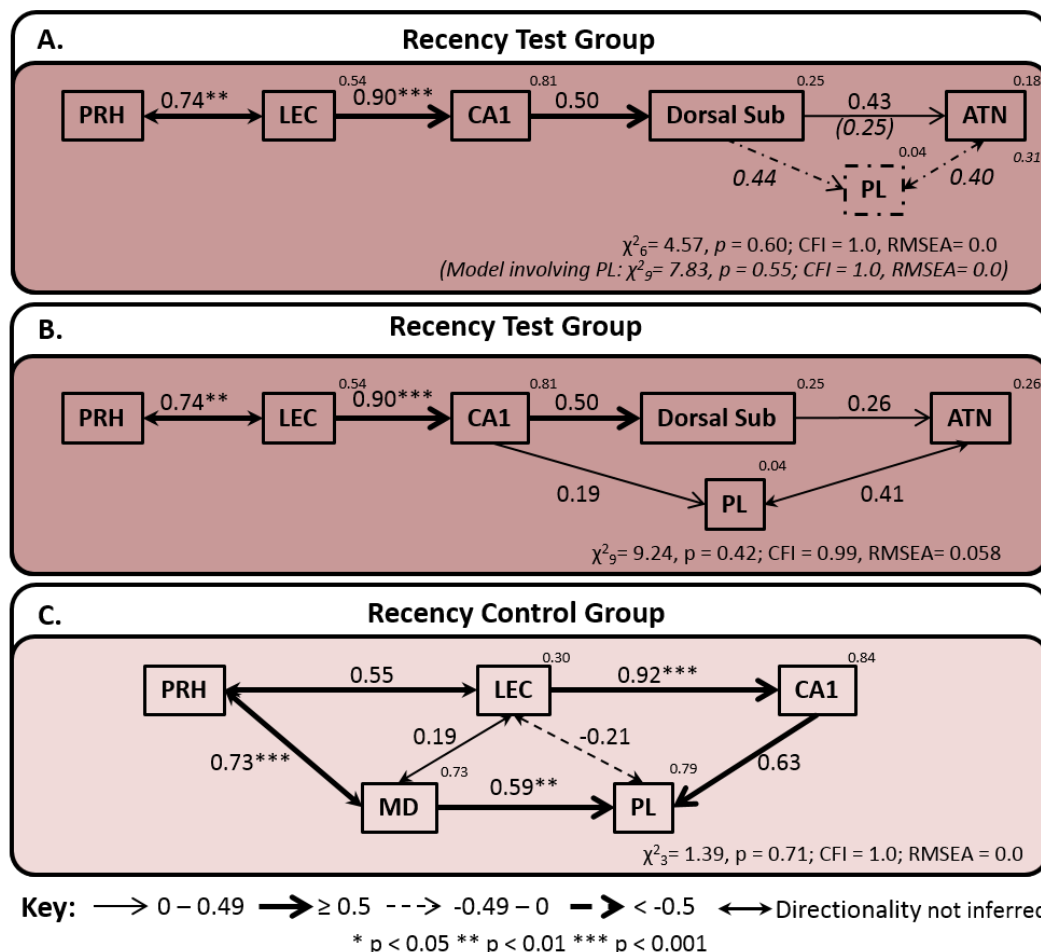 A.
Recency Test Group
0.54 0.81 0.25 0.18
PRH 0.74** LEC 0.90*** CA1 0.50 Dorsal Sub 0.43 ATN
(0.25)
0.04 0.31
0.44 PL 0.40
χ²₆= 4.57, p = 0.60; CFI = 1.0, RMSEA= 0.0
(Model involving PL: χ²₉= 7.83, p = 0.55; CFI = 1.0, RMSEA= 0.0)
B.
Recency Test Group
0.54 0.81 0.25 0.26
PRH 0.74** LEC 0.90*** CA1 0.50 Dorsal Sub 0.26 ATN
0.04
0.19 PL 0.41
χ²₉= 9.24, p = 0.42; CFI = 0.99, RMSEA= 0.058
C.
Recency Control Group
0.30 0.84
PRH 0.55 LEC 0.92*** CA1
0.73*** 0.19 -0.21 0.63
0.73 0.79
MD 0.59** PL
χ²₃= 1.39, p = 0.71; CFI = 1.0; RMSEA = 0.0
Key: 0 – 0.49 ≥ 0.5 -0.49 – 0 < -0.5 Directionality not inferred
* p < 0.05 ** p < 0.01 *** p < 0.001